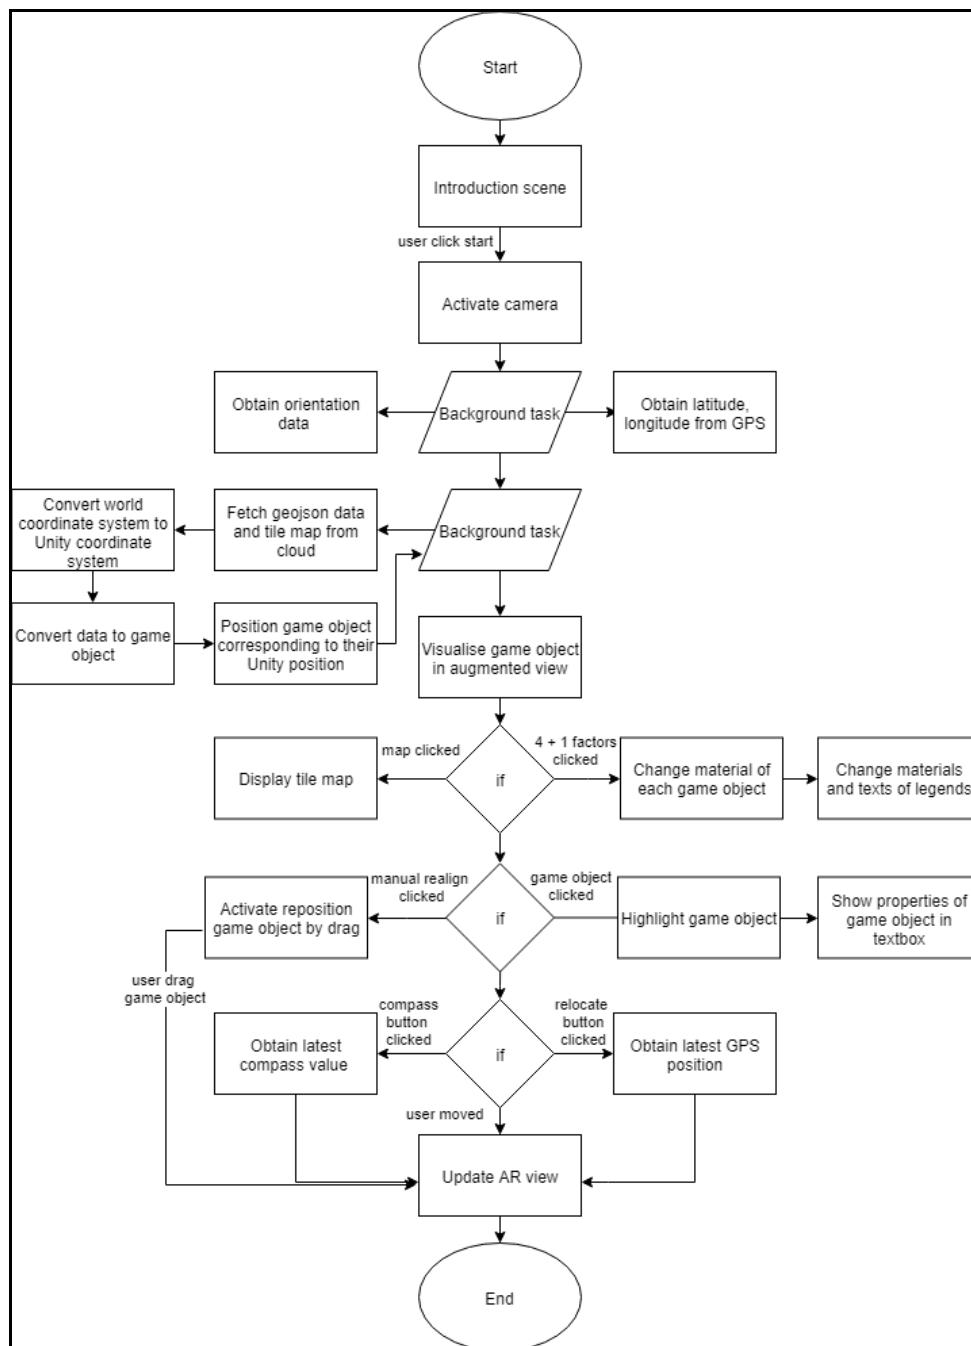 Start
Introduction scene
user click start
Activate camera
Obtain orientation
data
Background task
Obtain latitude,
longitude from GPS
Convert world
coordinate system to
Unity coordinate
system
Fetch geojson data
and tile map from
cloud
Background task
Convert data to game
object
Position game object
corresponding to their
Unity position
Visualise game object
in augmented view
map clicked
4 + 1 factors
clicked
Display tile map
if
Change material of
each game object
Change materials
and texts of legends
manual realign
clicked
game object
clicked
Activate reposition
game object by drag
if
Highlight game object
Show properties of
game object in
textbox
user drag
game object
compass
button
clicked
relocate
button
clicked
Obtain latest
compass value
if
Obtain latest GPS
position
user moved
Update AR view
End